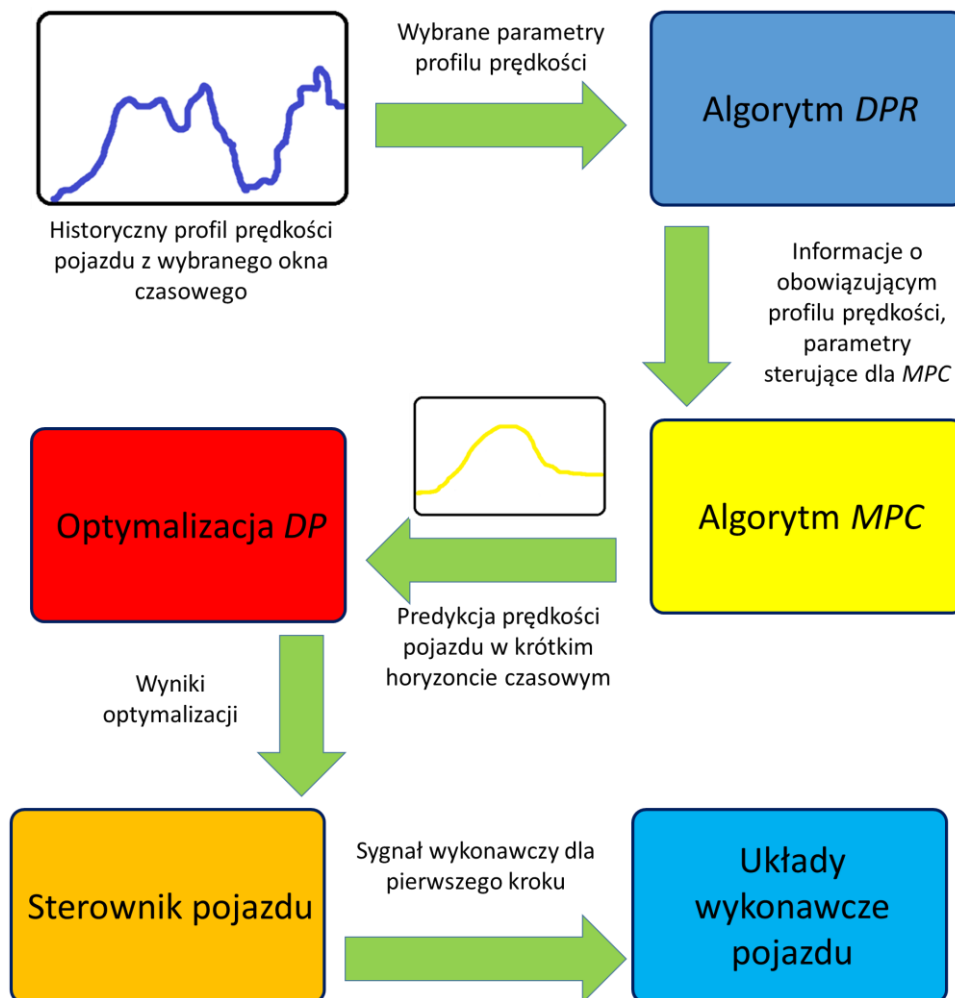 Wybrane parametry
profilu prędkości
Algorytm DPR
Historyczny profil prędkości
pojazdu z wybranego okna
czasowego
Informacje o
obowiązującym
profilu prędkości,
parametry
sterujące dla MPC
Algorytm MPC
Optymalizacja DP
Predykcja prędkości
pojazdu w krótkim
horyzoncie czasowym
Wyniki
optymalizacji
Sterownik pojazdu
Sygnał wykonawczy dla
pierwszego kroku
Układy
wykonawcze
pojazdu